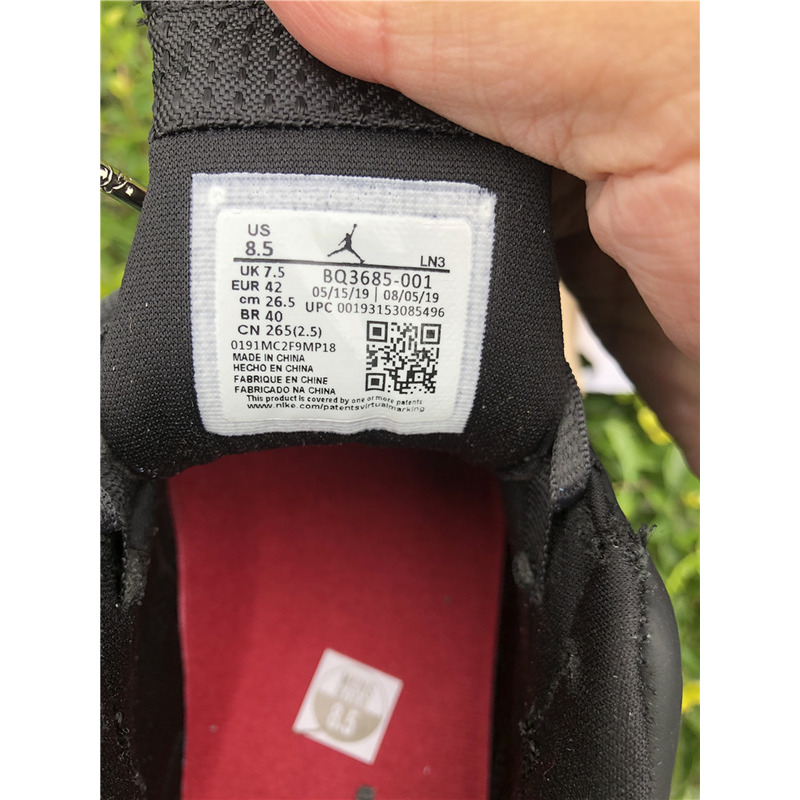 US
8.5
LN3
UK 7.5
EUR 42
cm 26.5
BR 40
CN 265(2.5)
BQ3685-001
05/15/19 | 08/05/19
UPC 00193153085496
0191MC2F9MP18
MADE IN CHINA
HECHO EN CHINA
FABRIQUE EN CHINE
FABRICADO NA CHINA
This product is covered by one or more patents
www.nike.com/patentsvirtualmarking
8.5